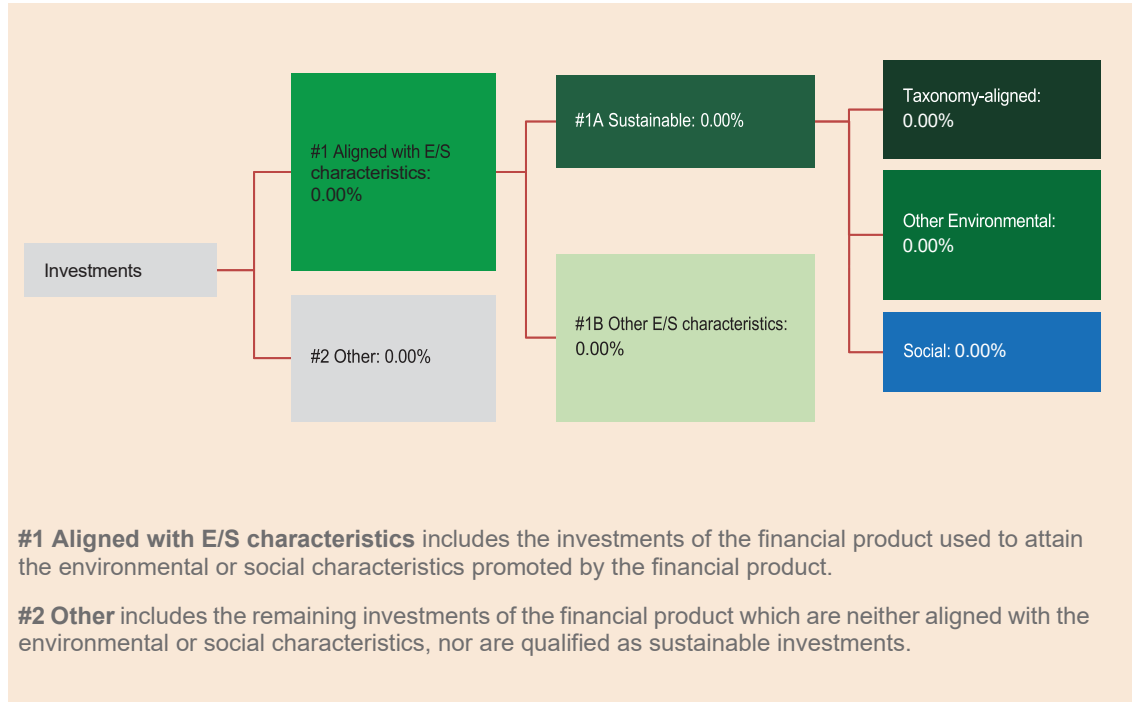 Investments
#1 Aligned with E/S
characteristics:
0.00%
#2 Other: 0.00%
#1A Sustainable: 0.00%
#1B Other E/S characteristics:
0.00%
Taxonomy-aligned:
0.00%
Other Environmental:
0.00%
Social: 0.00%
#1 Aligned with E/S characteristics includes the investments of the financial product used to attain
the environmental or social characteristics promoted by the financial product.
#2 Other includes the remaining investments of the financial product which are neither aligned with the
environmental or social characteristics, nor are qualified as sustainable investments.